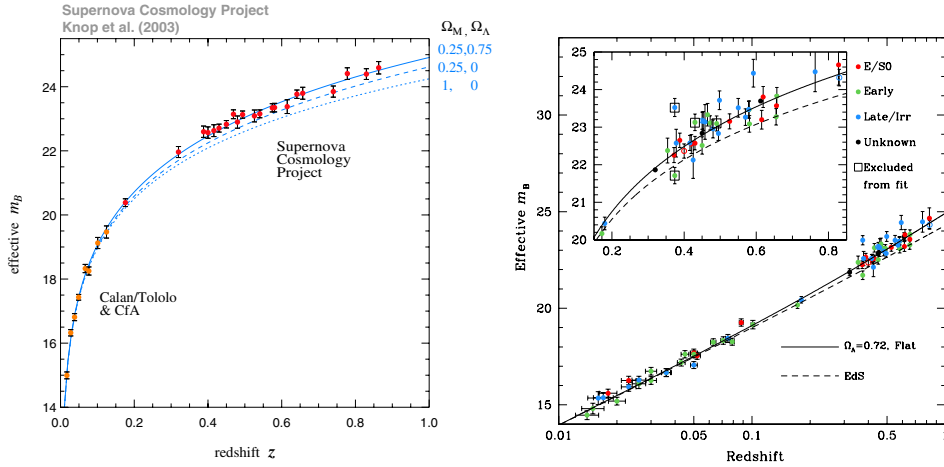 Supernova Cosmology Project
Knop et al. (2003)
Ω_M , Ω_Λ
0.25,0.75
0.25, 0
1, 0
24
22
20
18
16
14
effective m_B
Supernova
Cosmology
Project
Calan/Tololo
& CfA
0.0
0.2
0.4
0.6
0.8
1.0
redshift z
30
25
20
15
Effective m_B
25
24
23
22
21
20
0.2
0.4
0.6
0.8
E/S0
Early
Late/Irr
Unknown
Excluded
from fit
Ω_Λ=0.72, Flat
EdS
0.01
0.05
0.1
0.5
1
Redshift